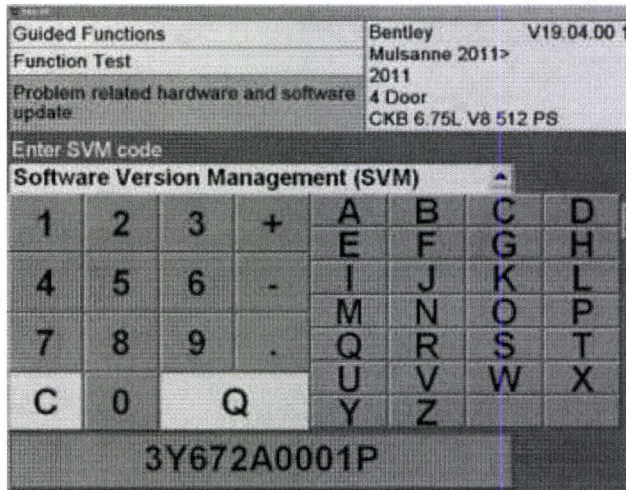 Guided Functions
Function Test
Problem related hardware and software
update
Bentley V19.04.00 1
Mulsanne 2011>
2011
4 Door
CKB 6.75L V8 512 PS
Enter SVM code
Software Version Management (SVM)
1 2 3 + A B C D
E F G H
4 5 6 - I J K L
M N O P
7 8 9 . Q R S T
U V W X
C 0 Q Y Z
3Y672A0001P